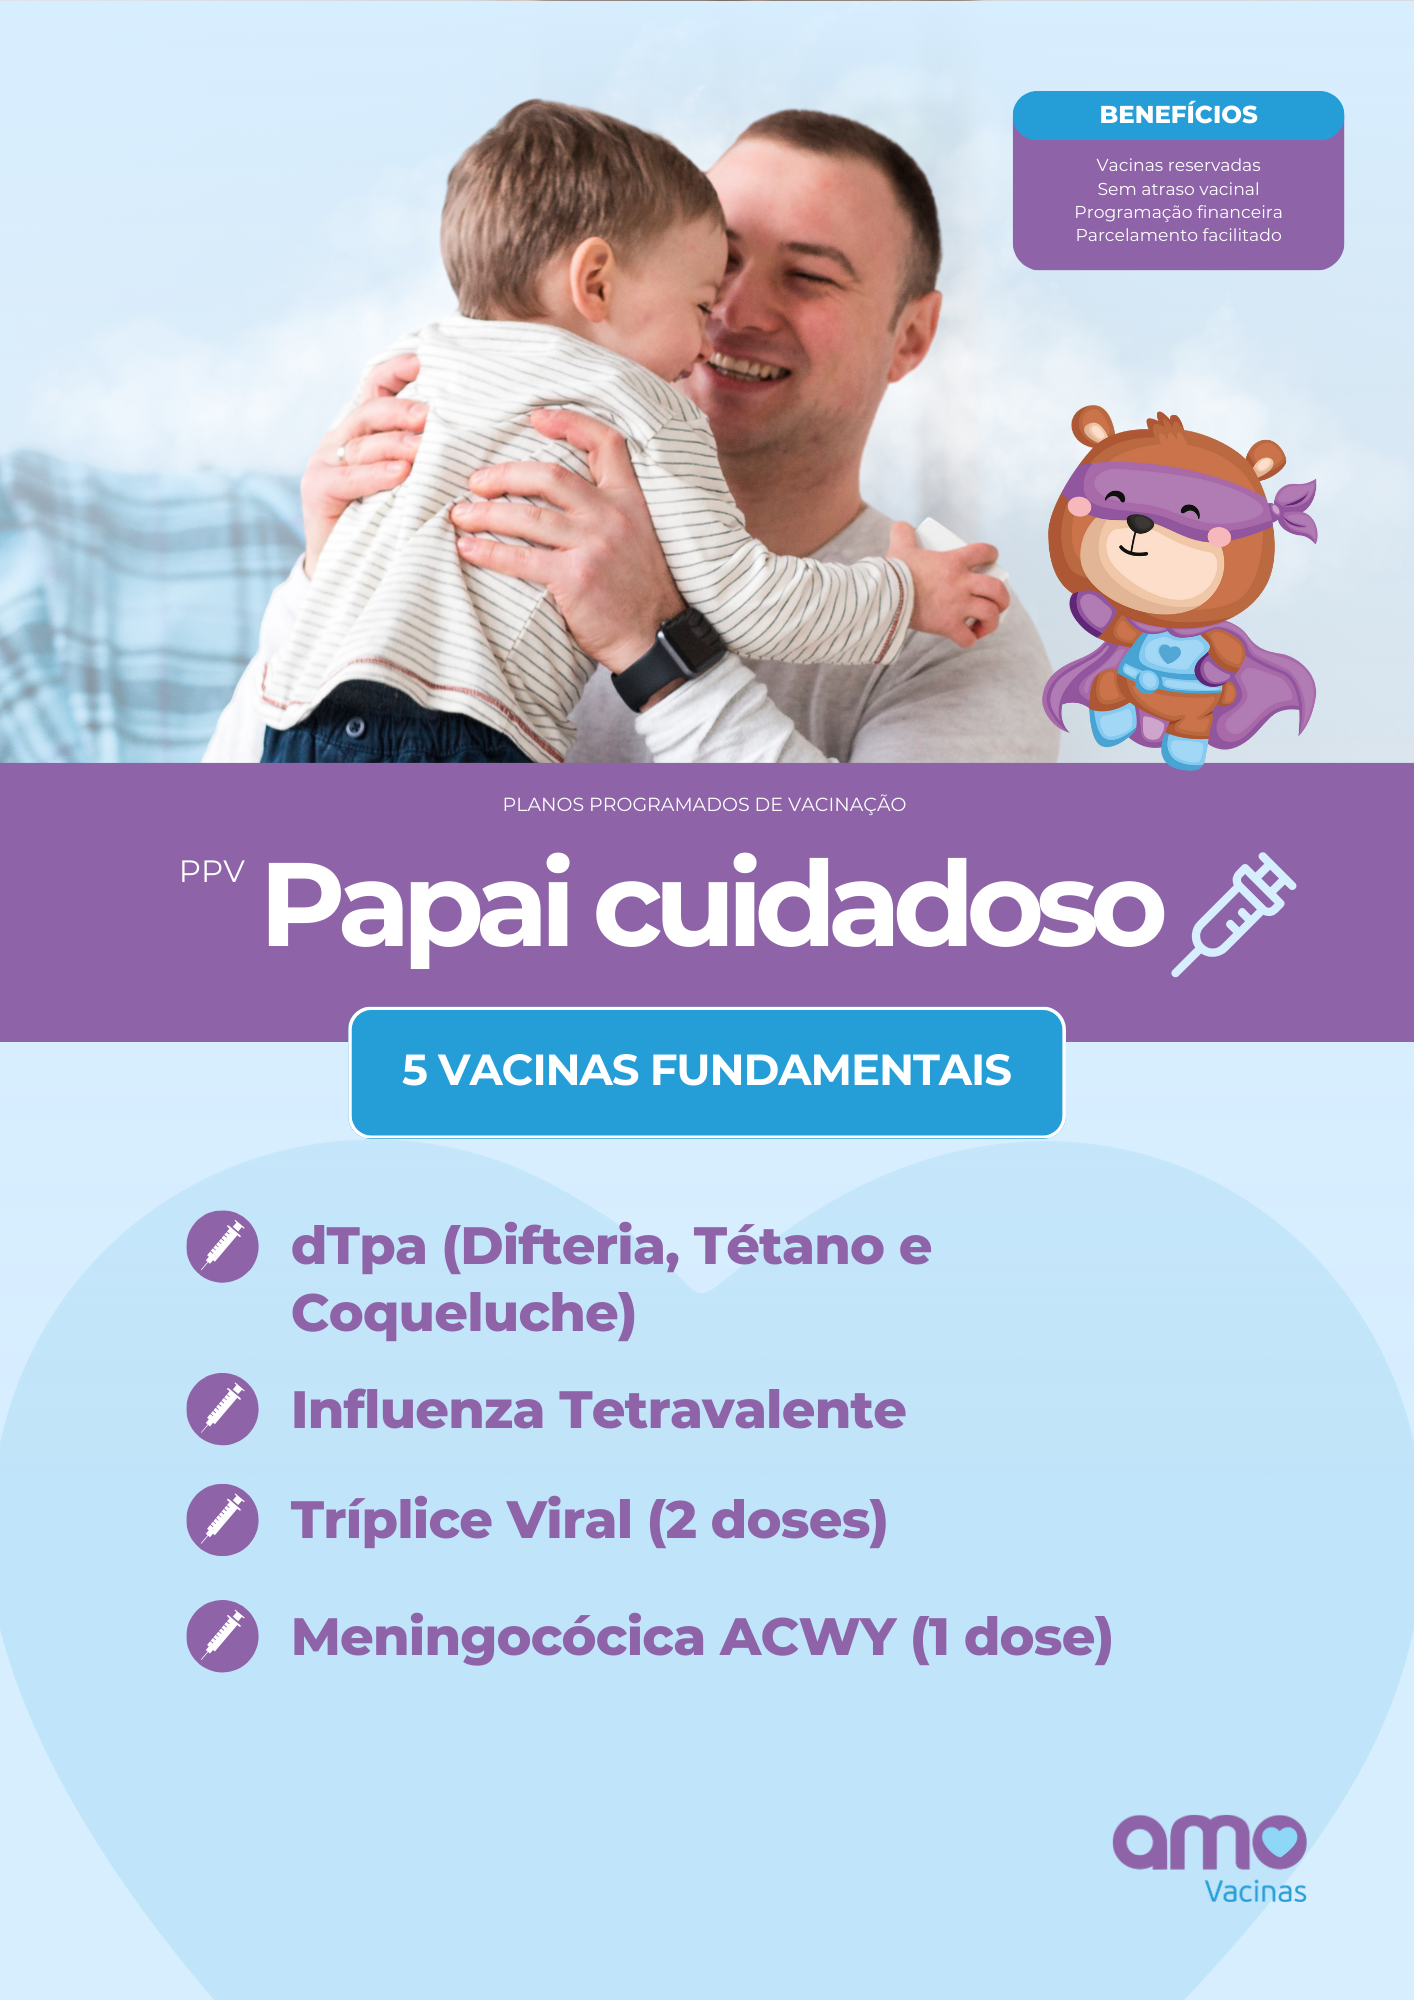 BENEFÍCIOS
Vacinas reservadas
Sem atraso vacinal
Programação financeira
Parcelamento facilitado
PLANOS PROGRAMADOS DE VACINAÇÃO
PPV Papai cuidadoso
5 VACINAS FUNDAMENTAIS
dTpa (Difteria, Tétano e
Coqueluche)
Influenza Tetravalente
Tríplice Viral (2 doses)
Meningocócica ACWY (1 dose)
amo
Vacinas